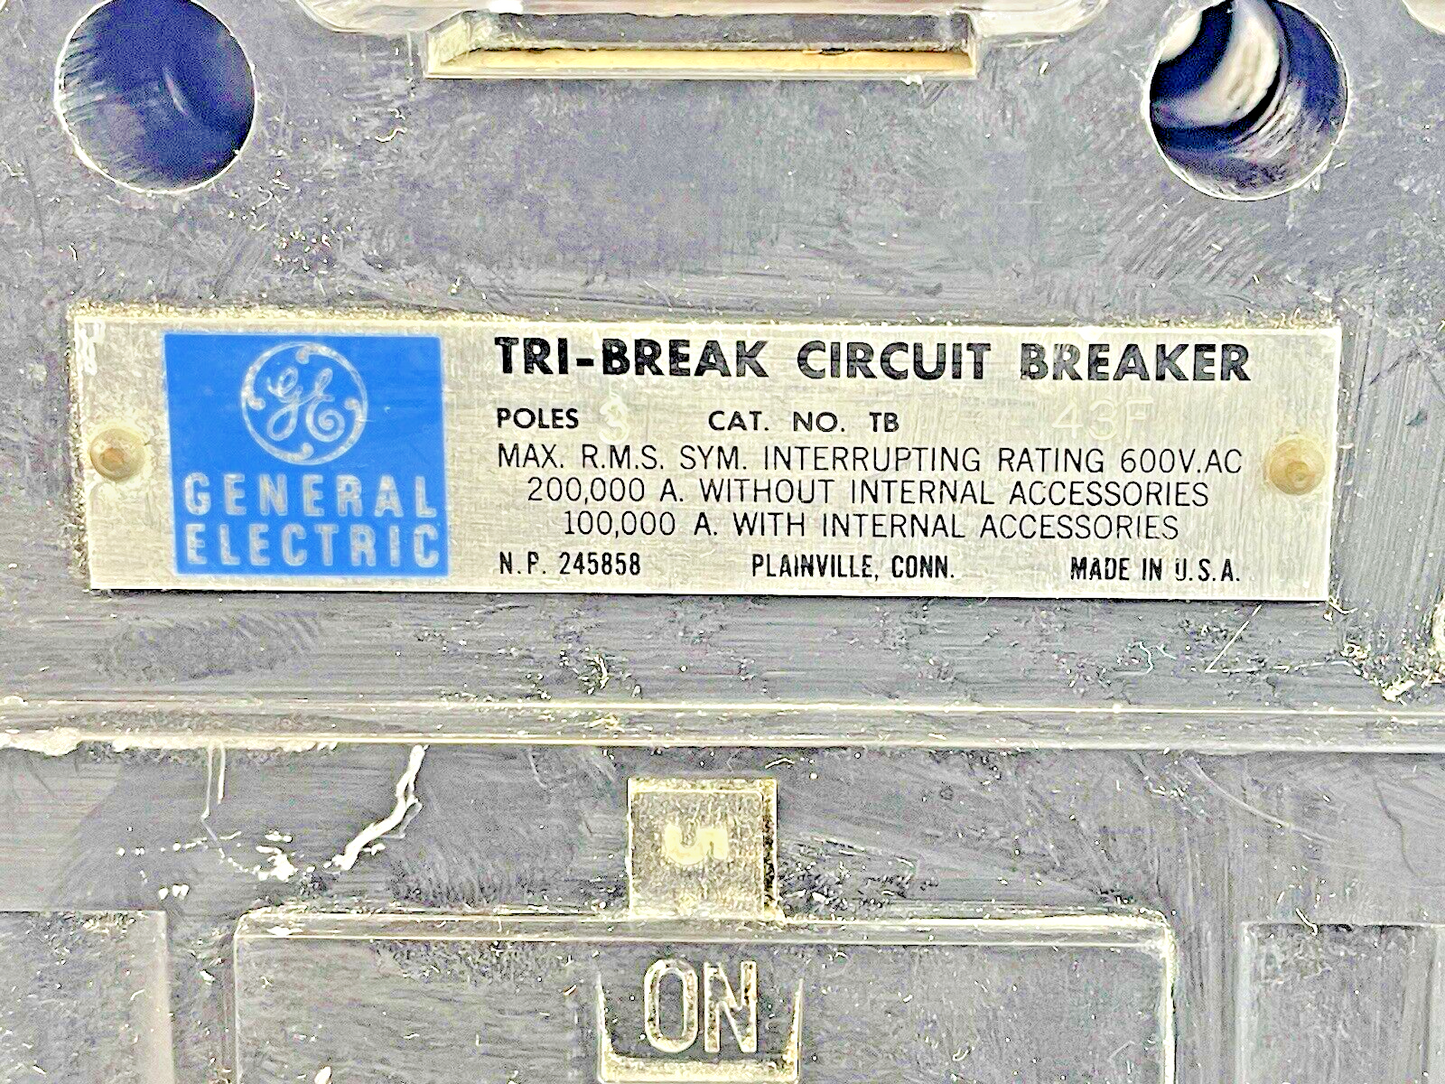 GE
GENERAL
ELECTRIC
TRI-BREAK CIRCUIT BREAKER
POLES 3 CAT. NO. TB 43F
MAX. R.M.S. SYM. INTERRUPTING RATING 600V.AC
200,000 A. WITHOUT INTERNAL ACCESSORIES
100,000 A. WITH INTERNAL ACCESSORIES
N.P. 245858 PLAINVILLE, CONN. MADE IN U.S.A.
ON